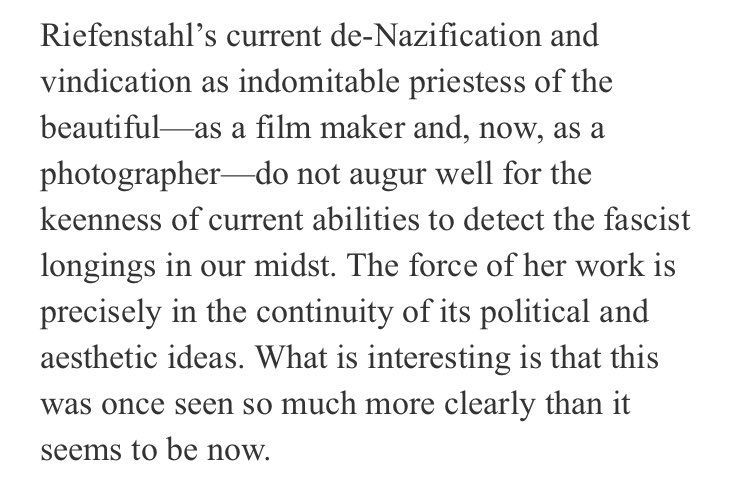 Riefenstahl’s current de-Nazification and
vindication as indomitable priestess of the
beautiful—as a film maker and, now, as a
photographer—do not augur well for the
keenness of current abilities to detect the fascist
longings in our midst. The force of her work is
precisely in the continuity of its political and
aesthetic ideas. What is interesting is that this
was once seen so much more clearly than it
seems to be now.